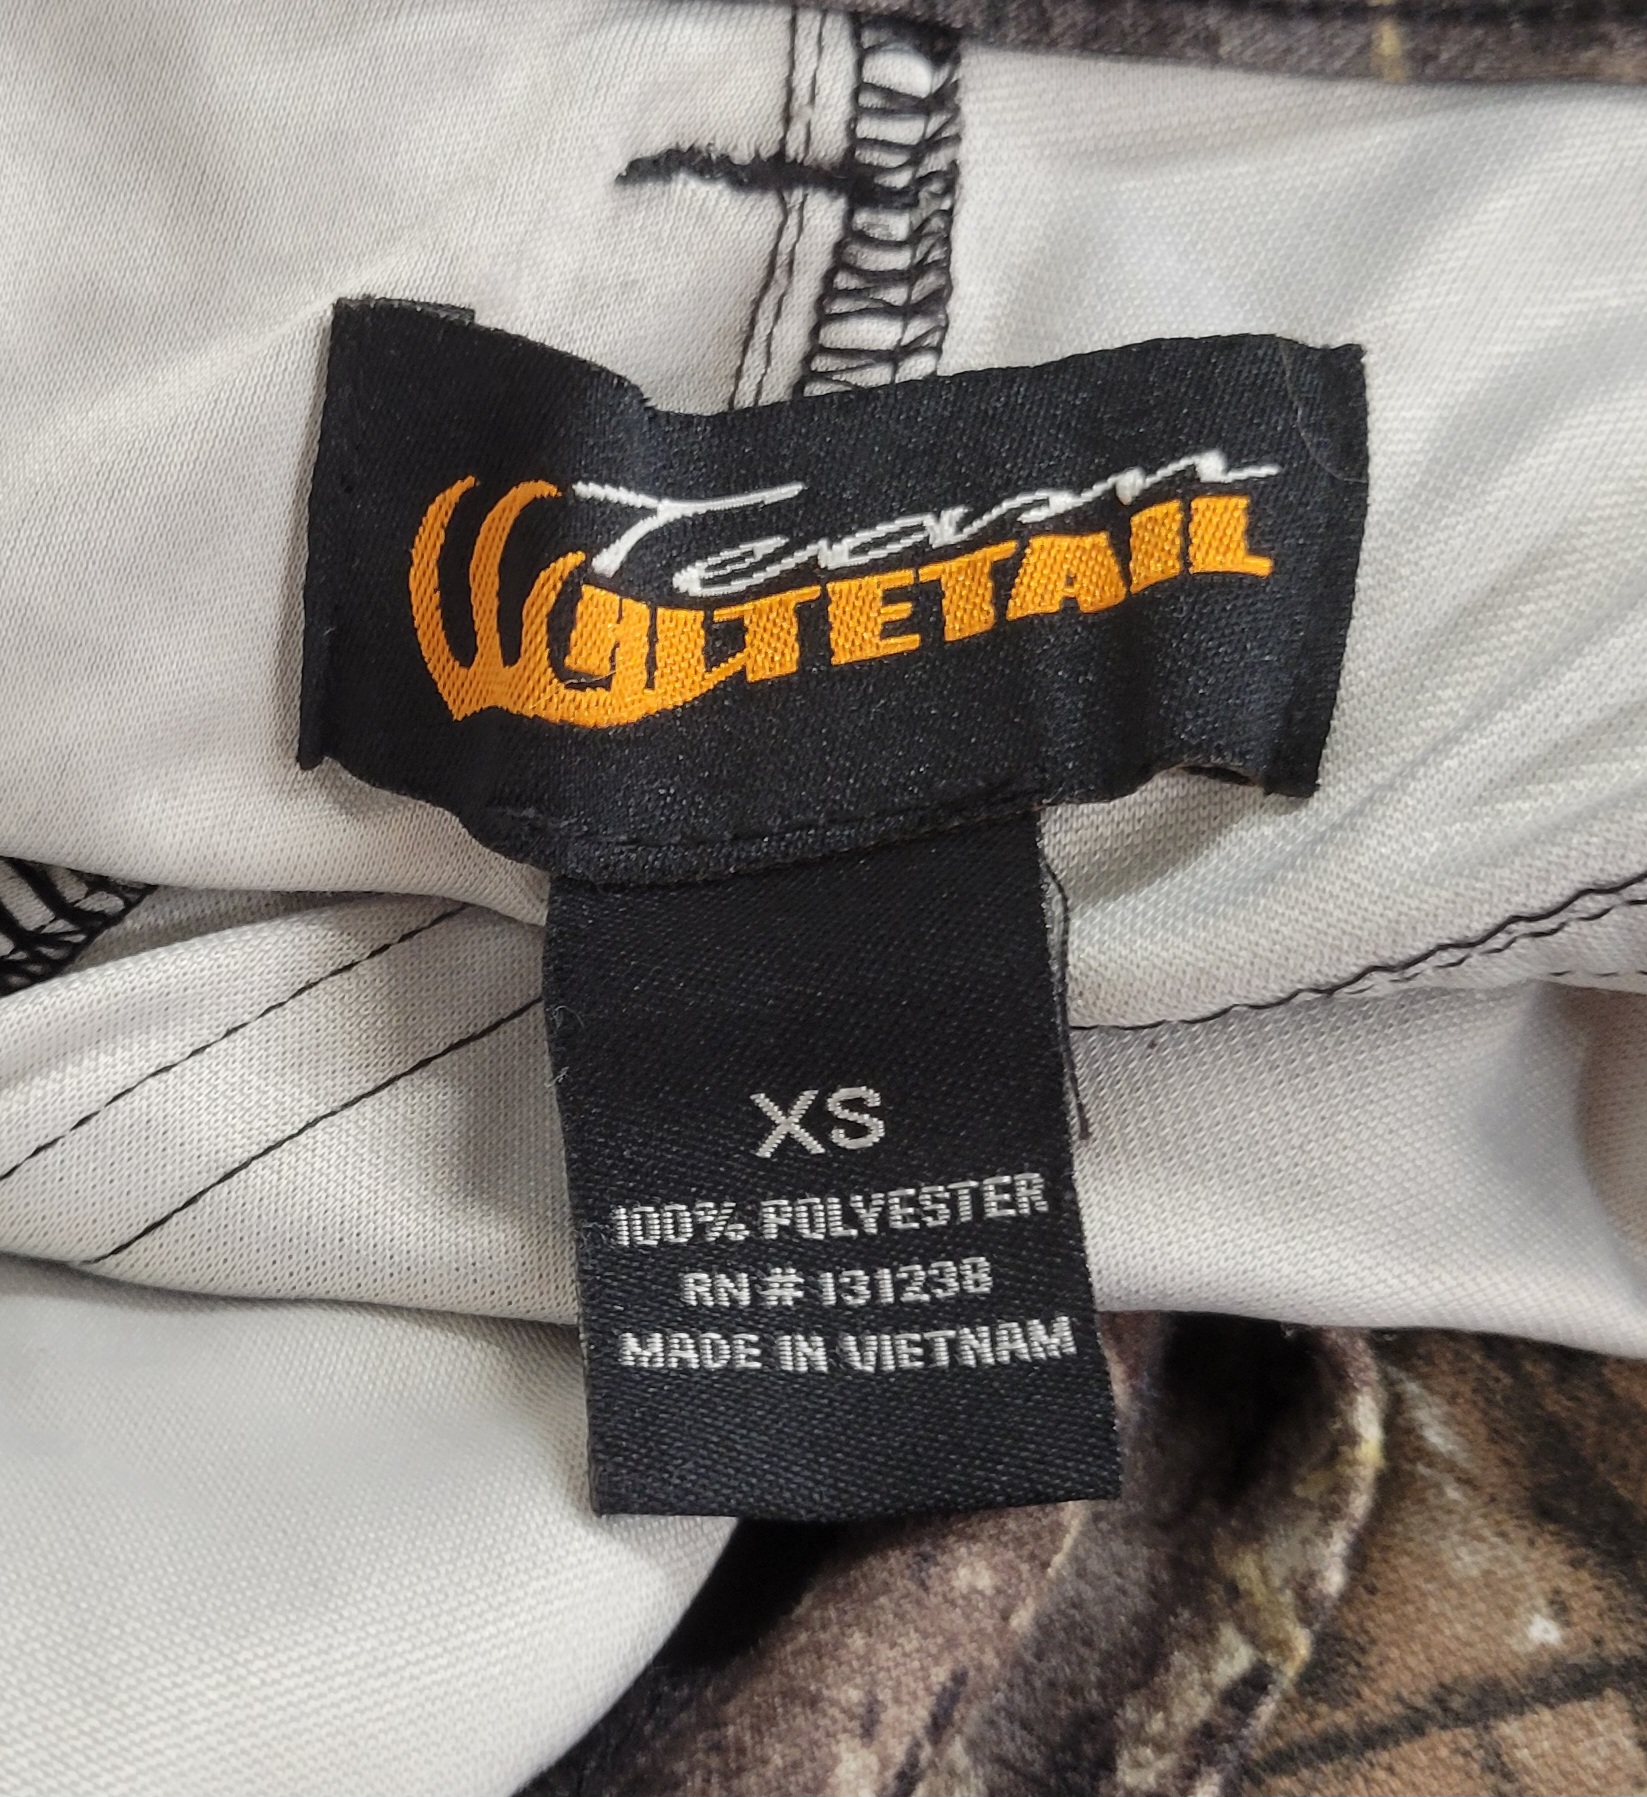 Team
WHITETAIL
XS
100% POLYESTER
RN# 131238
MADE IN VIETNAM